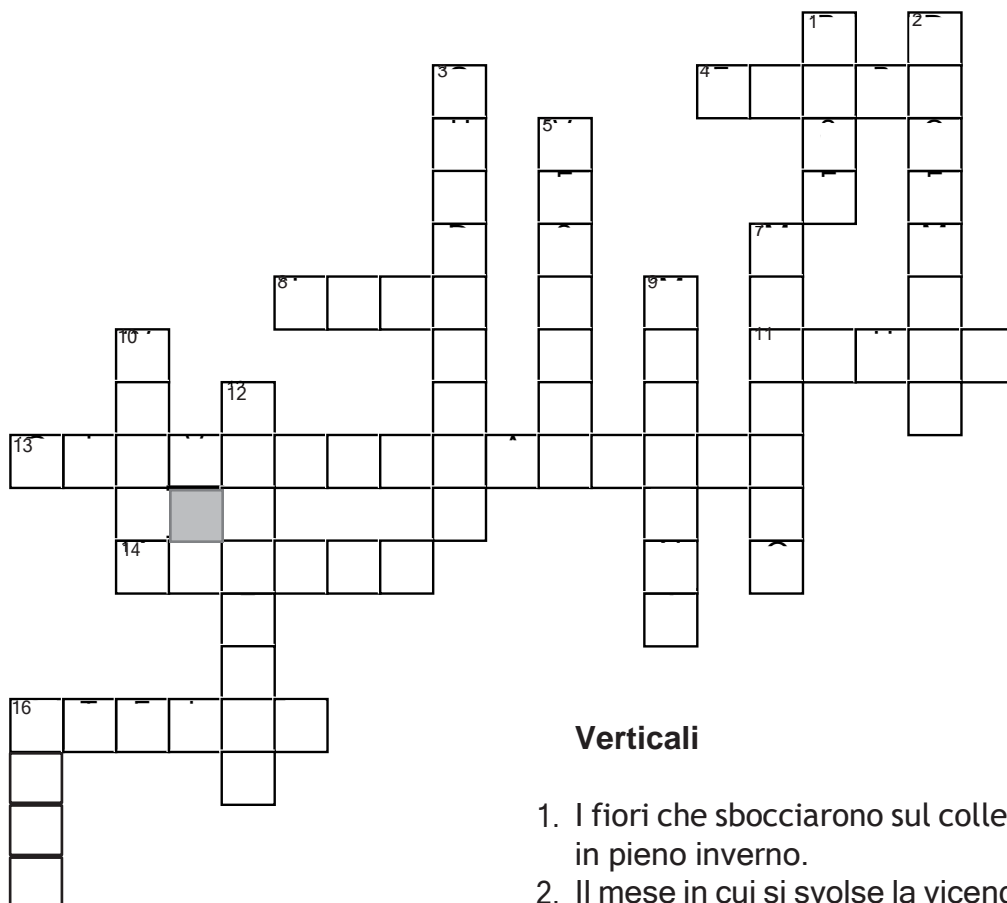 1 2
3 4
5
7
8 9
10 11
12
13
14
16
Verticali
1. I fiori che sbocciarono sul colle
in pieno inverno.
2. Il mese in cui si svolse la